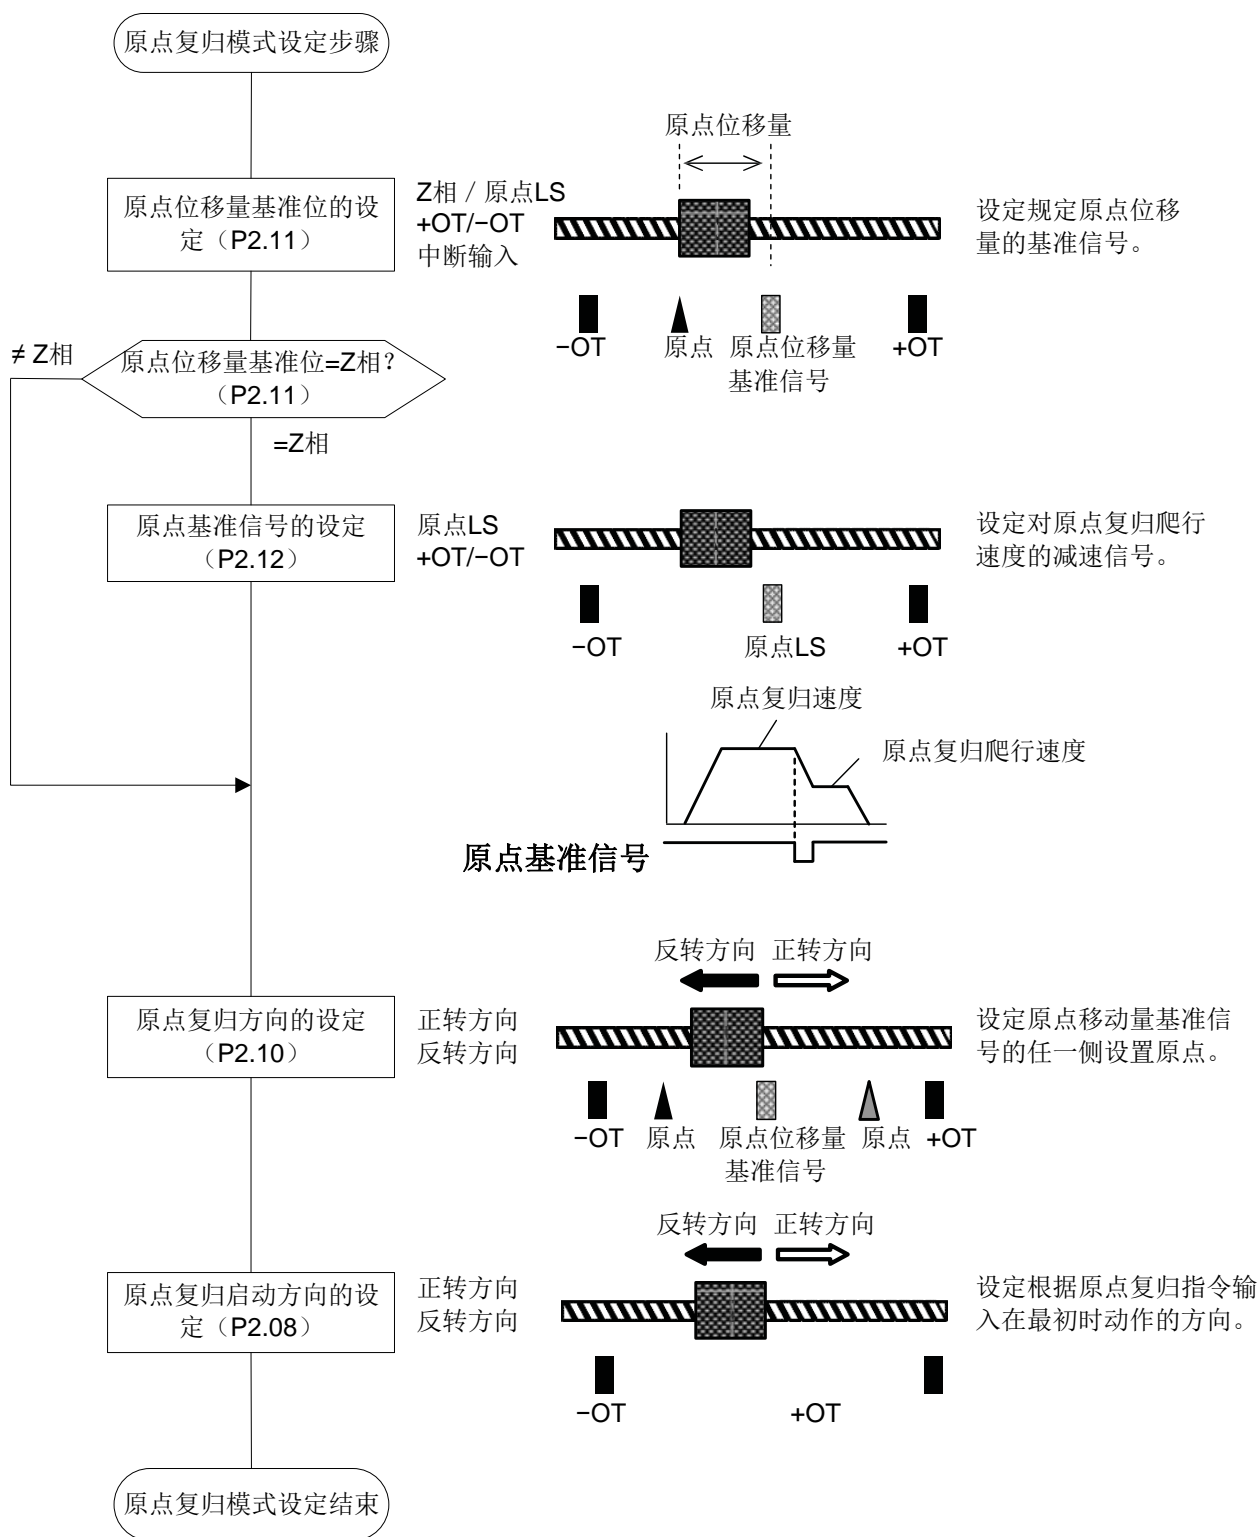 原点复归模式设定步骤
原点位移量
原点位移量基准位的设
定（P2.11）
Z相 / 原点LS
+OT/−OT
中断输入
设定规定原点位移
量的基准信号。
−OT
原点
原点位移量
基准信号
+OT
≠ Z相
原点位移量基准位=Z相？
（P2.11）
=Z相
原点基准信号的设定
（P2.12）
原点LS
+OT/−OT
设定对原点复归爬行
速度的减速信号。
−OT
原点LS
+OT
原点复归速度
原点复归爬行速度
原点基准信号
反转方向 正转方向
原点复归方向的设定
（P2.10）
正转方向
反转方向
设定原点移动量基准信
号的任一侧设置原点。
−OT
原点
原点位移量
基准信号
原点
+OT
反转方向 正转方向
原点复归启动方向的设
定（P2.08）
正转方向
反转方向
设定根据原点复归指令输
入在最初时动作的方向。
−OT
+OT
原点复归模式设定结束